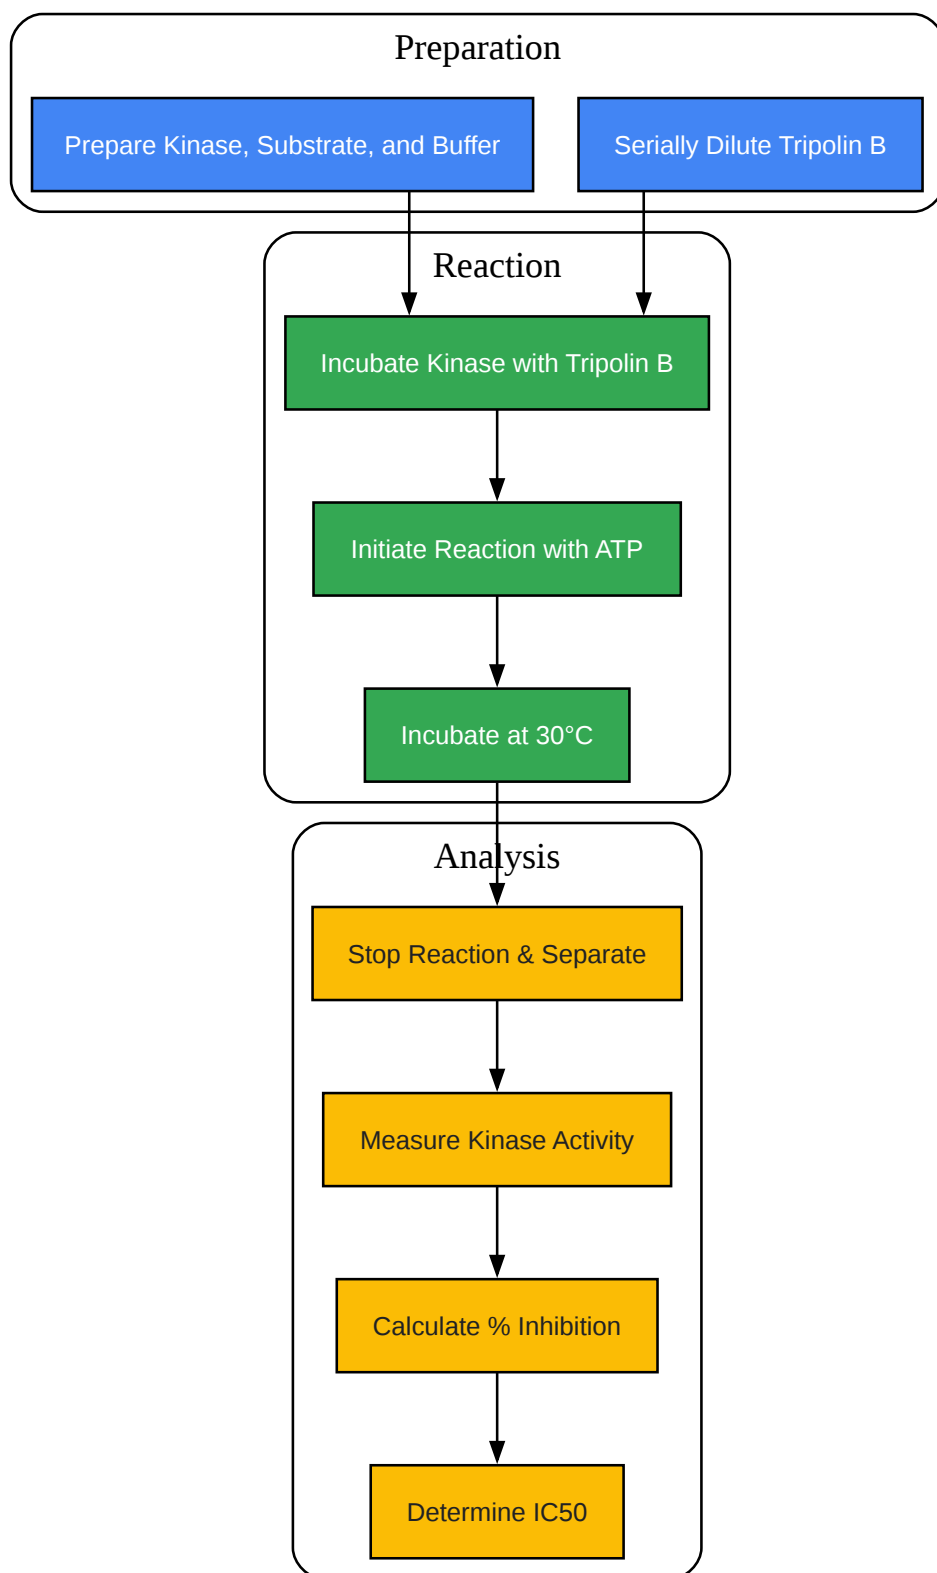 Preparation
Prepare Kinase, Substrate, and Buffer
Serially Dilute Tripolin B
Reaction
Incubate Kinase with Tripolin B
Initiate Reaction with ATP
Incubate at 30°C
Analysis
Stop Reaction & Separate
Measure Kinase Activity
Calculate % Inhibition
Determine IC50